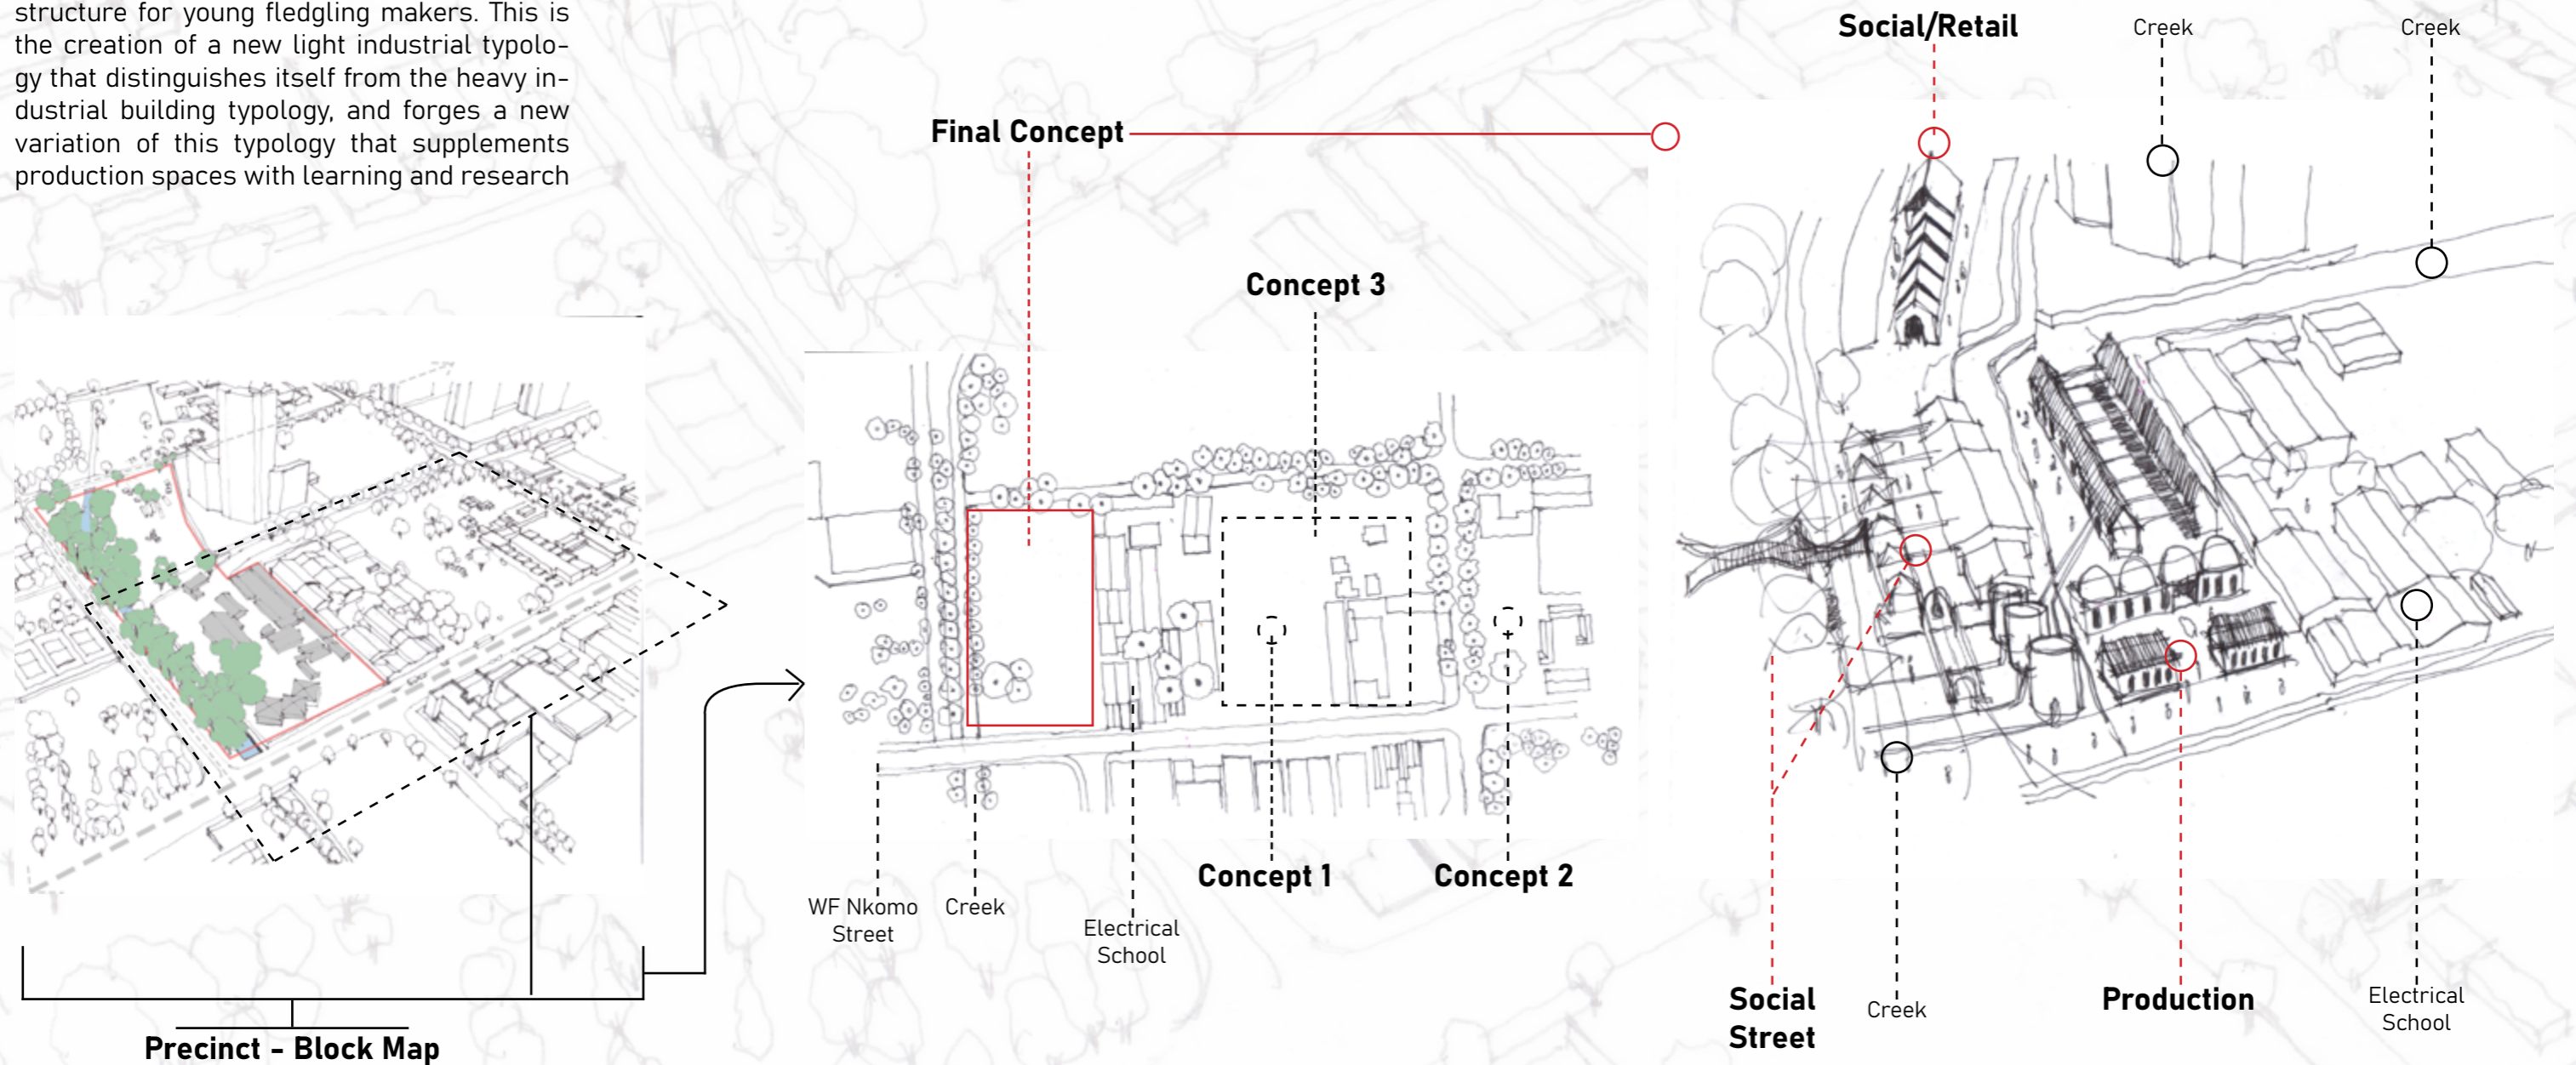 structure for young fledgling makers. This is
the creation of a new light industrial typolo-
gy that distinguishes itself from the heavy in-
dustrial building typology, and forges a new
variation of this typology that supplements
production spaces with learning and research
Social/Retail
Creek
Creek
Final Concept
Concept 3
Concept 1
Concept 2
WF Nkomo
Street
Creek
Electrical
School
Social
Street
Creek
Production
Electrical
School
Precinct - Block Map